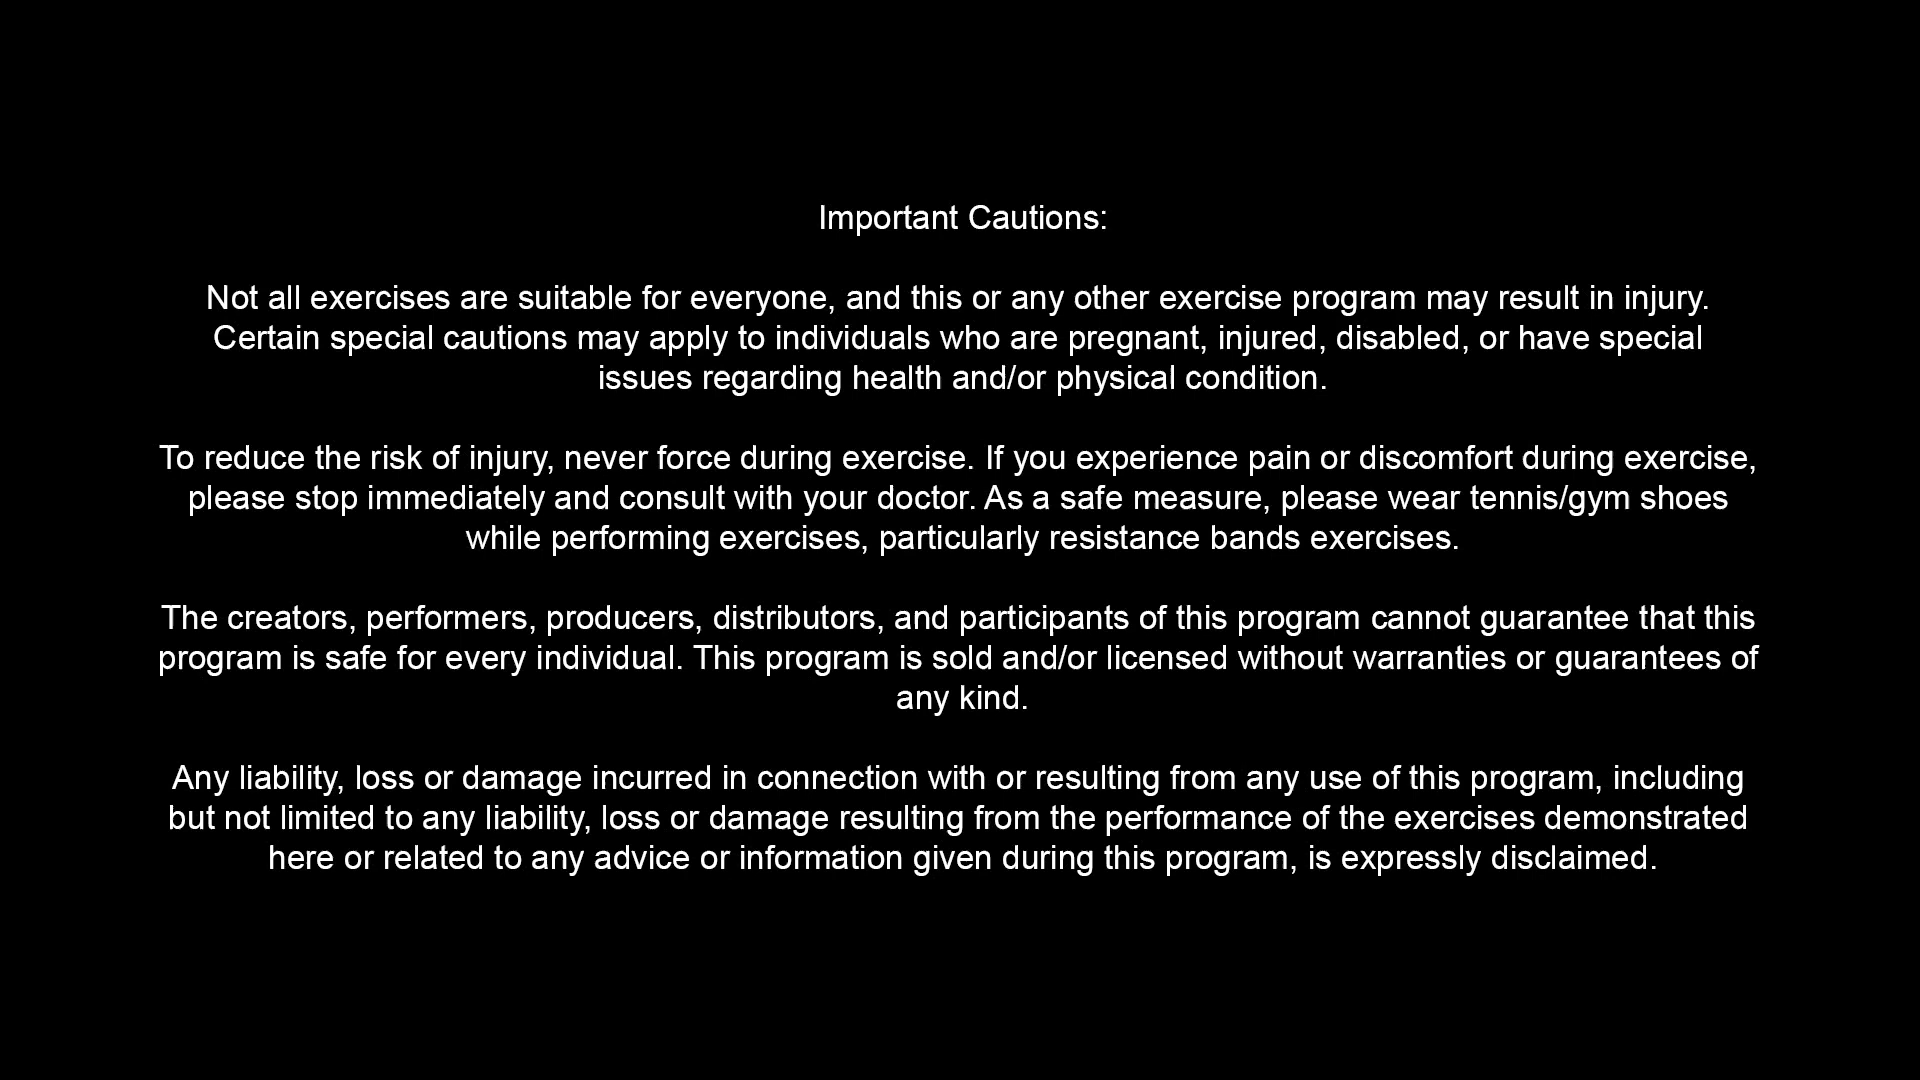 Important Cautions:
Not all exercises are suitable for everyone, and this or any other exercise program may result in injury.
Certain special cautions may apply to individuals who are pregnant, injured, disabled, or have special
issues regarding health and/or physical condition.
To reduce the risk of injury, never force during exercise. If you experience pain or discomfort during exercise,
please stop immediately and consult with your doctor. As a safe measure, please wear tennis/gym shoes
while performing exercises, particularly resistance bands exercises.
The creators, performers, producers, distributors, and participants of this program cannot guarantee that this
program is safe for every individual. This program is sold and/or licensed without warranties or guarantees of
any kind.
Any liability, loss or damage incurred in connection with or resulting from any use of this program, including
but not limited to any liability, loss or damage resulting from the performance of the exercises demonstrated
here or related to any advice or information given during this program, is expressly disclaimed.